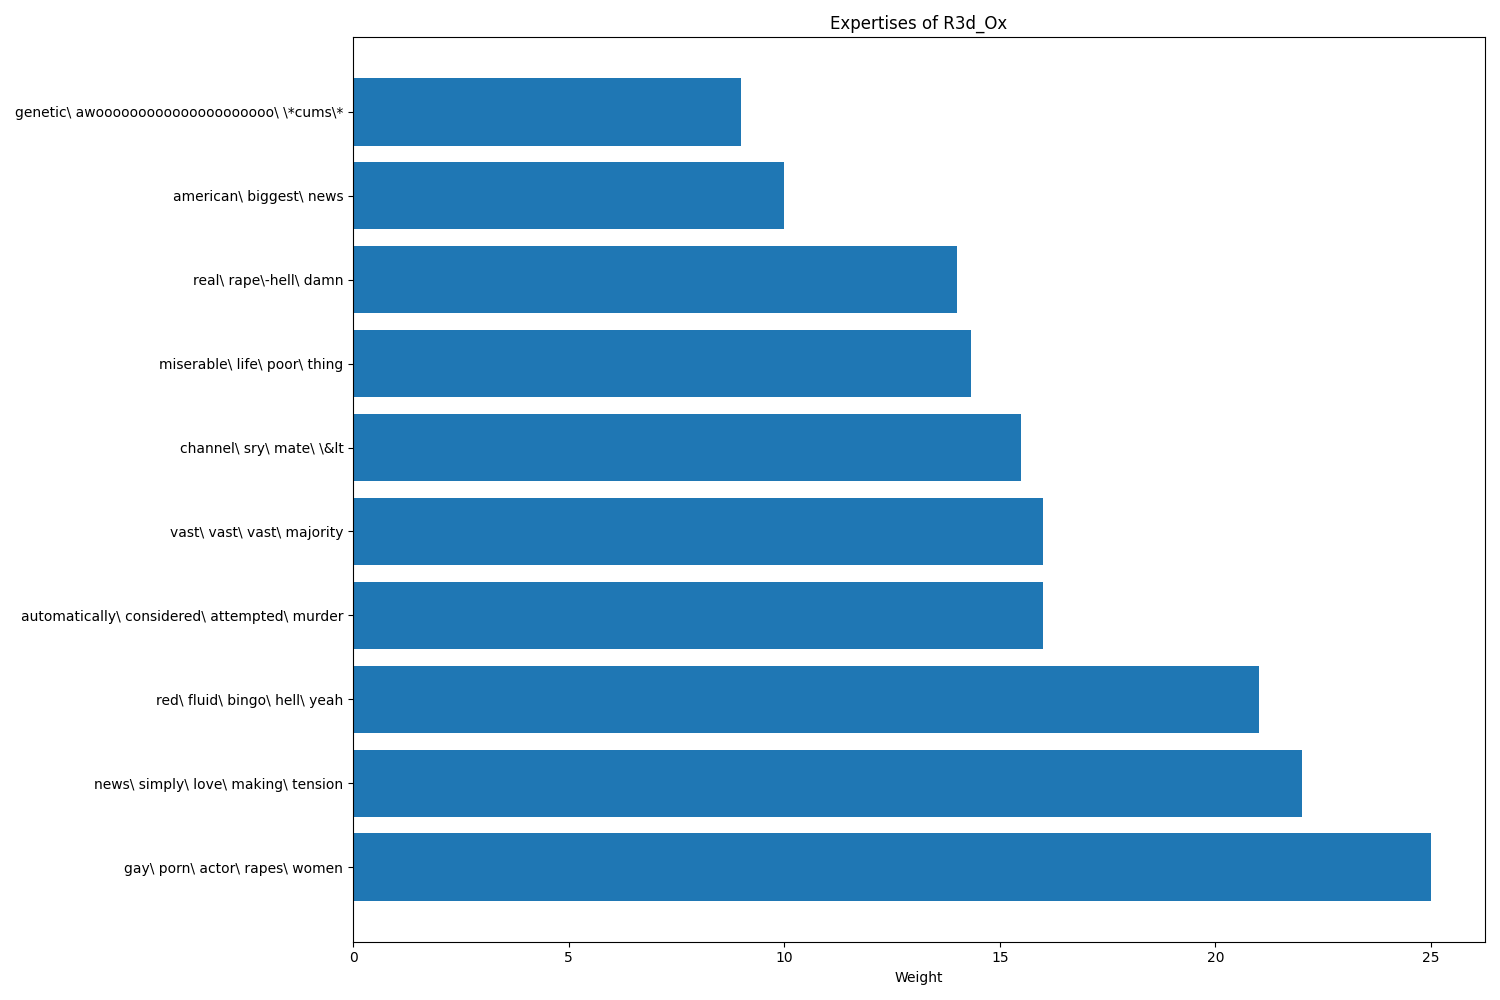 Expertises of R3d_Ox
genetic\ awooooooooooooooooooooo\ \*cums\*
american\ biggest\ news
real\ rape\-hell\ damn
miserable\ life\ poor\ thing
channel\ sry\ mate\ \&lt
vast\ vast\ vast\ majority
automatically\ considered\ attempted\ murder
red\ fluid\ bingo\ hell\ yeah
news\ simply\ love\ making\ tension
gay\ porn\ actor\ rapes\ women
0 5 10 15 20 25
Weight